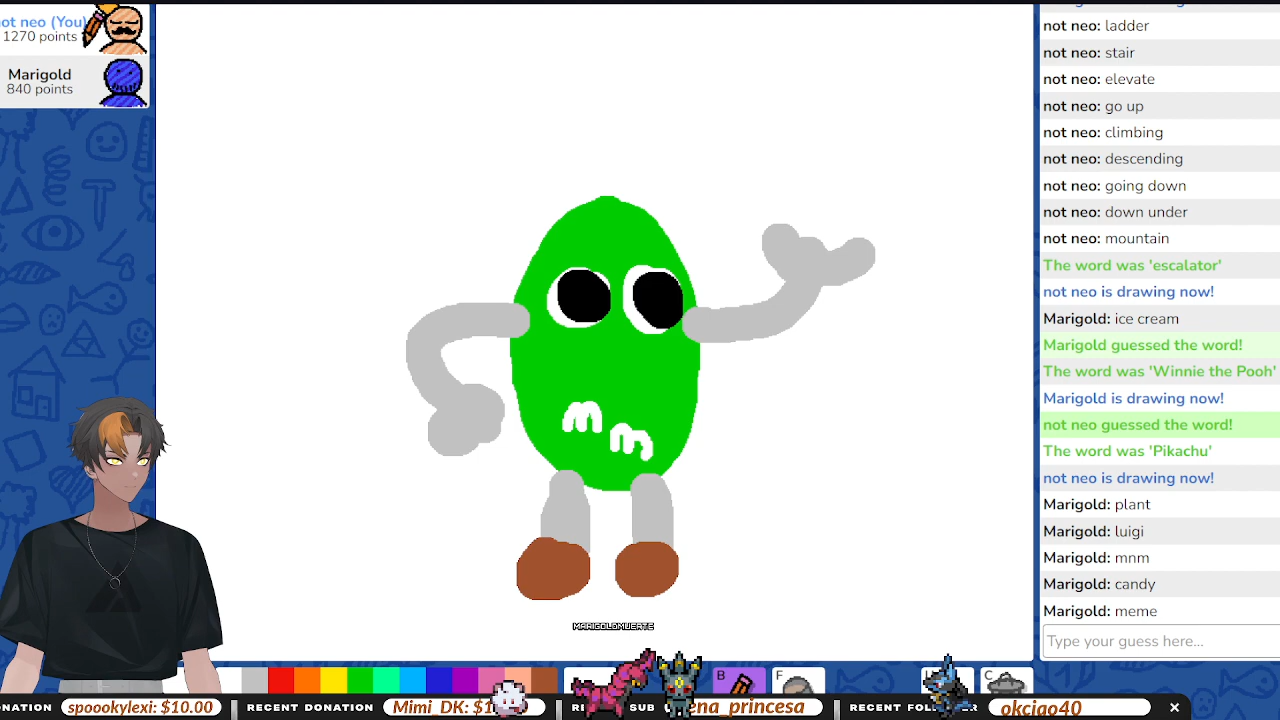 not neo (You)
1270 points
Marigold
840 points
not neo: ladder
not neo: stair
not neo: elevate
not neo: go up
not neo: climbing
not neo: descending
not neo: going down
not neo: down under
not neo: mountain
The word was 'escalator'
not neo is drawing now!
Marigold: ice cream
Marigold guessed the word!
The word was 'Winnie the Pooh'
Marigold is drawing now!
not neo guessed the word!
The word was 'Pikachu'
not neo is drawing now!
Marigold: plant
Marigold: luigi
Marigold: mnm
Marigold: candy
Marigold: meme
Type your guess here...
m m
MARIGOLDMUERTE
B
F
C
spoookylexi: $10.00
RECENT DONATION
Mimi_DK: $1
SUB
ena_princesa
RECENT
okciao40